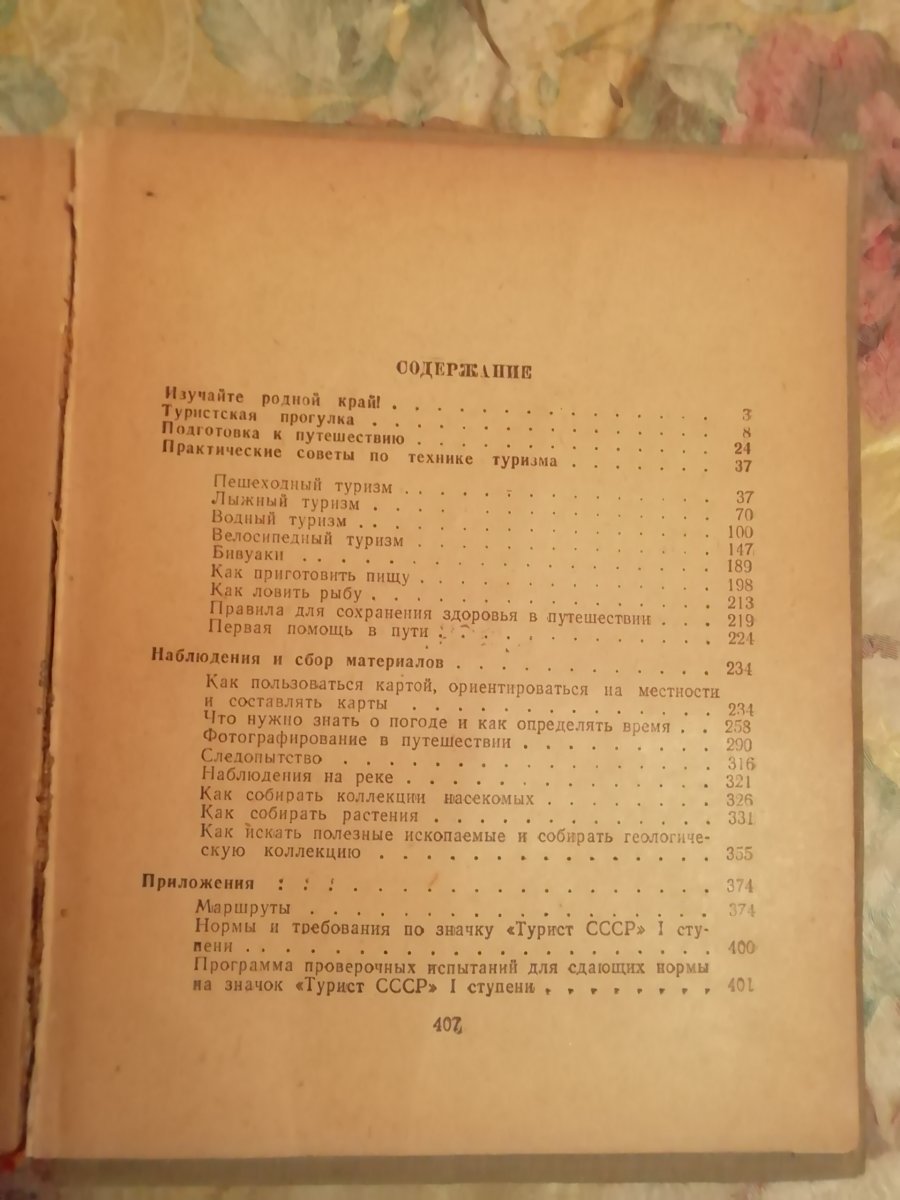 СОДЕРЖАНИЕ
Изучайте родной край! . . . . . . . . . . . . . . 3
Туристская прогулка . . . . . . . . . . . . . . . 8
Подготовка к путешествию . . . . . . . . . . . . 24
Практические советы по технике туризма . . . . . . . 37
Пешеходный туризм . . . . . . . . . . . . . . 37
Лыжный туризм . . . . . . . . . . . . . . . 70
Водный туризм . . . . . . . . . . . . . . . 100
Велосипедный туризм . . . . . . . . . . . . . 147
Бивуаки . . . . . . . . . . . . . . . . . . 189
Как приготовить пищу . . . . . . . . . . . . . 198
Как ловить рыбу . . . . . . . . . . . . . . . 213
Правила для сохранения здоровья в путешествии . . . 219
Первая помощь в пути . . . . . . . . . . . . 224
Наблюдения и сбор материалов . . . . . . . . . . . 234
Как пользоваться картой, ориентироваться на местности
и составлять карты . . . . . . . . . . . . . . 234
Что нужно знать о погоде и как определять время . . 258
Фотографирование в путешествии . . . . . . . . . 290
Следопытство . . . . . . . . . . . . . . . . 316
Наблюдения на реке . . . . . . . . . . . . . . 321
Как собирать коллекции насекомых . . . . . . . . 326
Как собирать растения . . . . . . . . . . . . . 331
Как искать полезные ископаемые и собирать геологиче-
скую коллекцию . . . . . . . . . . . . . . . 355
Приложения . . . . . . . . . . . . . . . . . . . 374
Маршруты . . . . . . . . . . . . . . . . . . 374
Нормы и требования по значку «Турист СССР» I сту-
пени . . . . . . . . . . . . . . . . . . . . 400
Программа проверочных испытаний для сдающих нормы
на значок «Турист СССР» I ступени . . . . . . . . 401
407